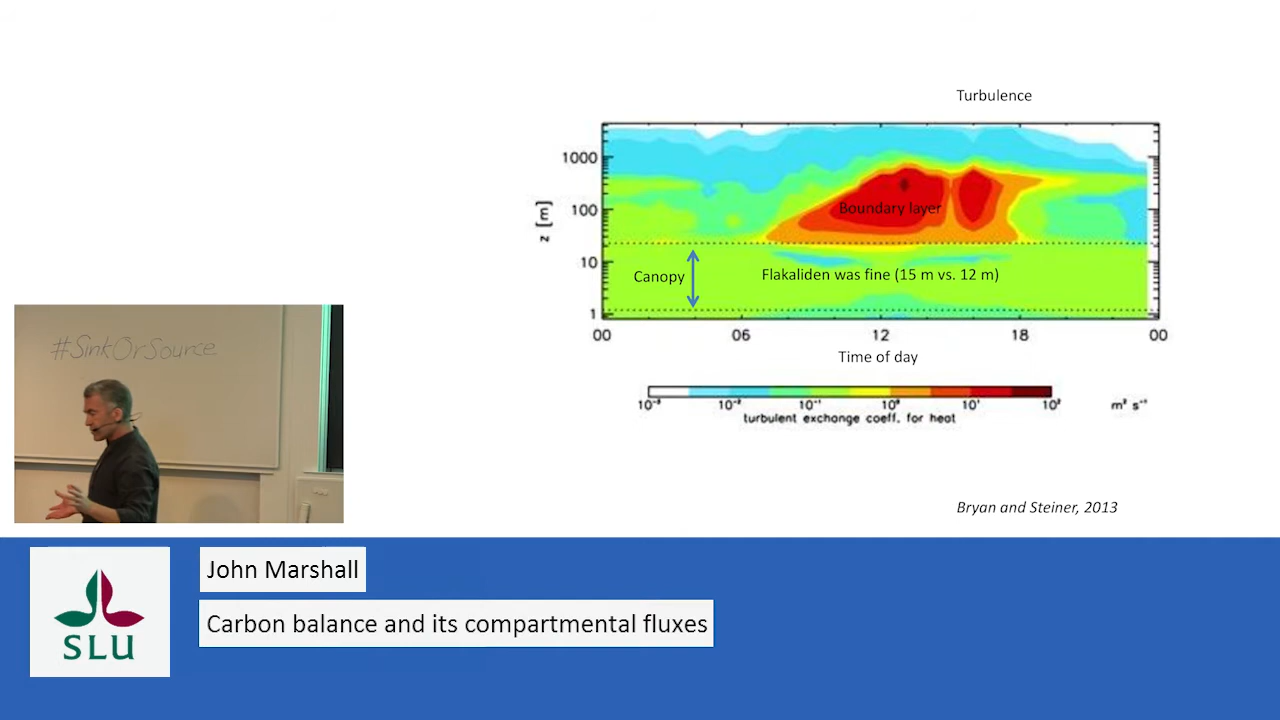 Turbulence
1000
100
10
1
z [m]
Boundary layer
Canopy
Flakaliden was fine (15 m vs. 12 m)
00 06 12 18 00
Time of day
10⁻³ 10⁻² 10⁻¹ 10⁰ 10¹ 10²
m² s⁻¹
turbulent exchange coeff. for heat
Bryan and Steiner, 2013
#SinkOrSource
SLU
John Marshall
Carbon balance and its compartmental fluxes